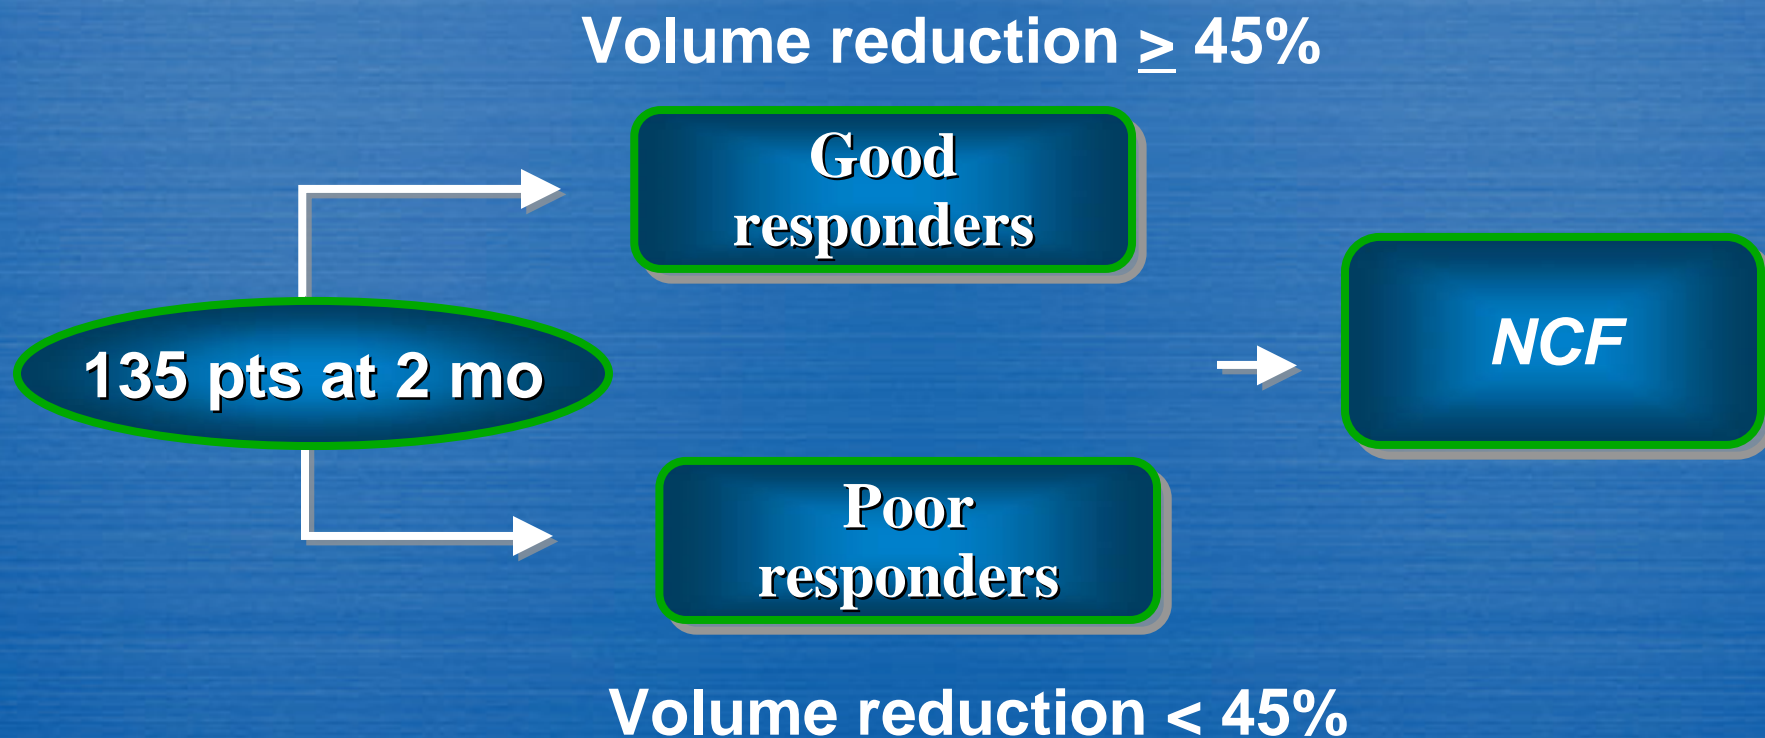 Volume reduction ≥ 45%
Good
responders
135 pts at 2 mo
NCF
Poor
responders
Volume reduction < 45%